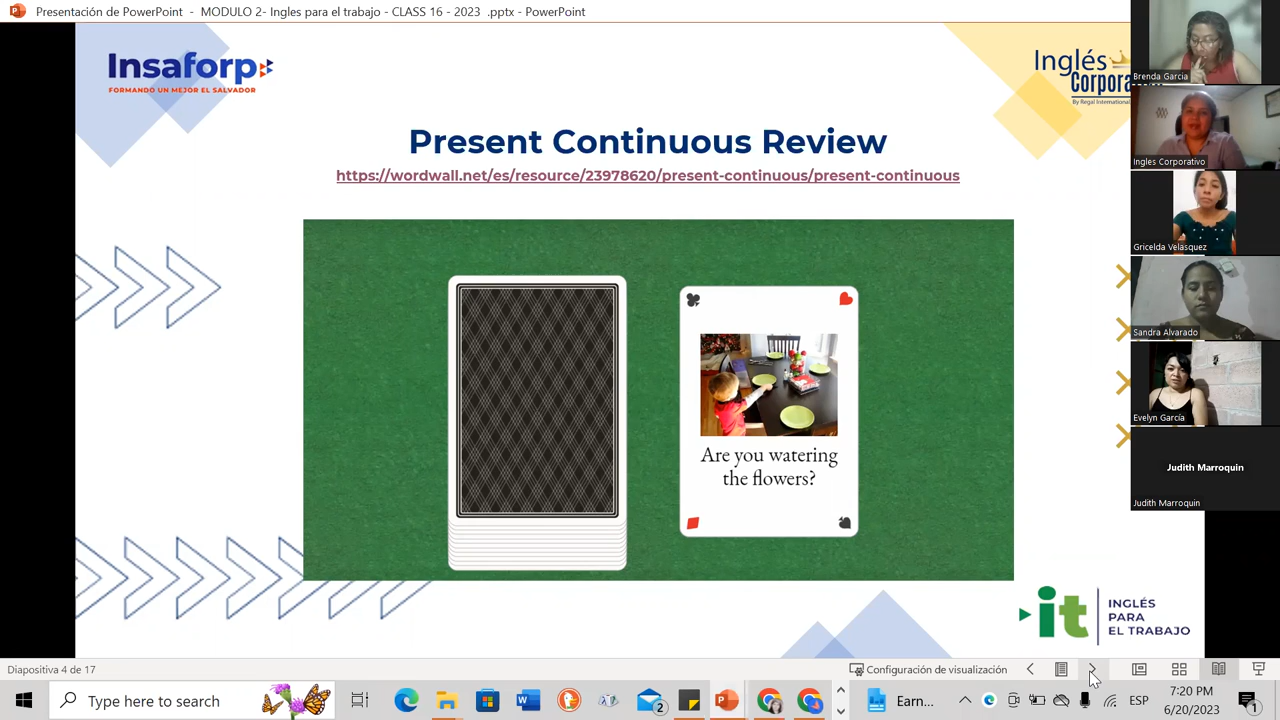 Presentación de PowerPoint - MODULO 2- Ingles para el trabajo - CLASS 16 - 2023 .pptx - PowerPoint
Insaforp
FORMANDO UN MEJOR EL SALVADOR
Inglés
Corpora
By Regal International
Present Continuous Review
https://wordwall.net/es/resource/23978620/present-continuous/present-continuous
Are you watering
the flowers?
it
INGLÉS
PARA
EL TRABAJO
Brenda Garcia
Ingles Corporativo
Gricelda Velasquez
Sandra Alvarado
Evelyn García
Judith Marroquin
Judith Marroquin
Diapositiva 4 de 17
Configuración de visualización
Type here to search
2
Earn...
ESP
7:20 PM
6/20/2023
1